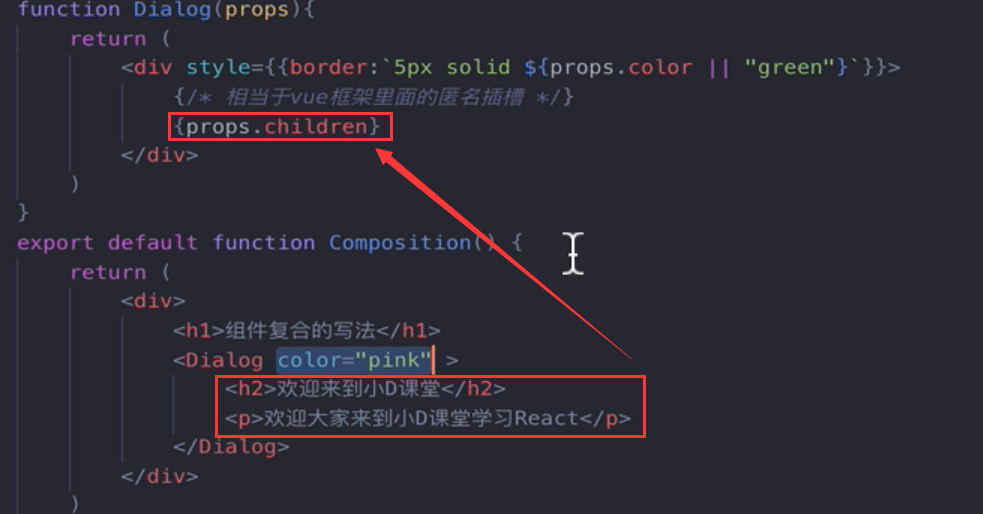 function Dialog(props){
return (
<div style={{border:`5px solid ${props.color || "green"}`}}>
{/* 相当于vue框架里面的匿名插槽 */}
{props.children}
</div>
)
}
export default function Composition() {
return (
<div>
<h1>组件复合的写法</h1>
<Dialog color="pink" >
<h2>欢迎来到小D课堂</h2>
<p>欢迎大家来到小D课堂学习React</p>
</Dialog>
</div>
)